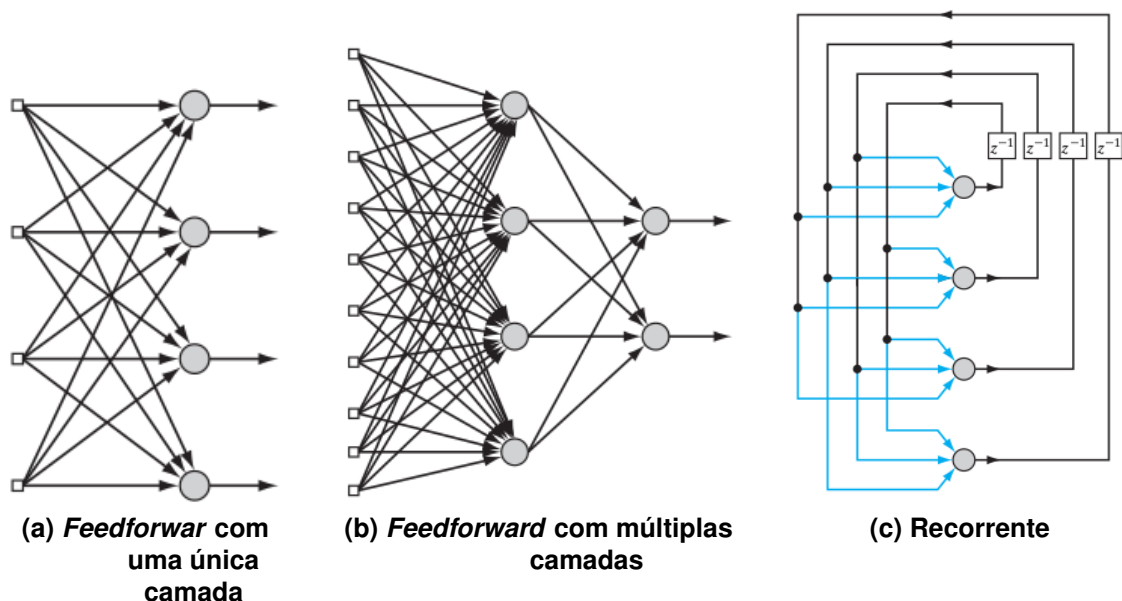 z⁻¹ z⁻¹ z⁻¹ z⁻¹
(a) Feedforwar com
uma única
camada
(b) Feedforward com múltiplas
camadas
(c) Recorrente